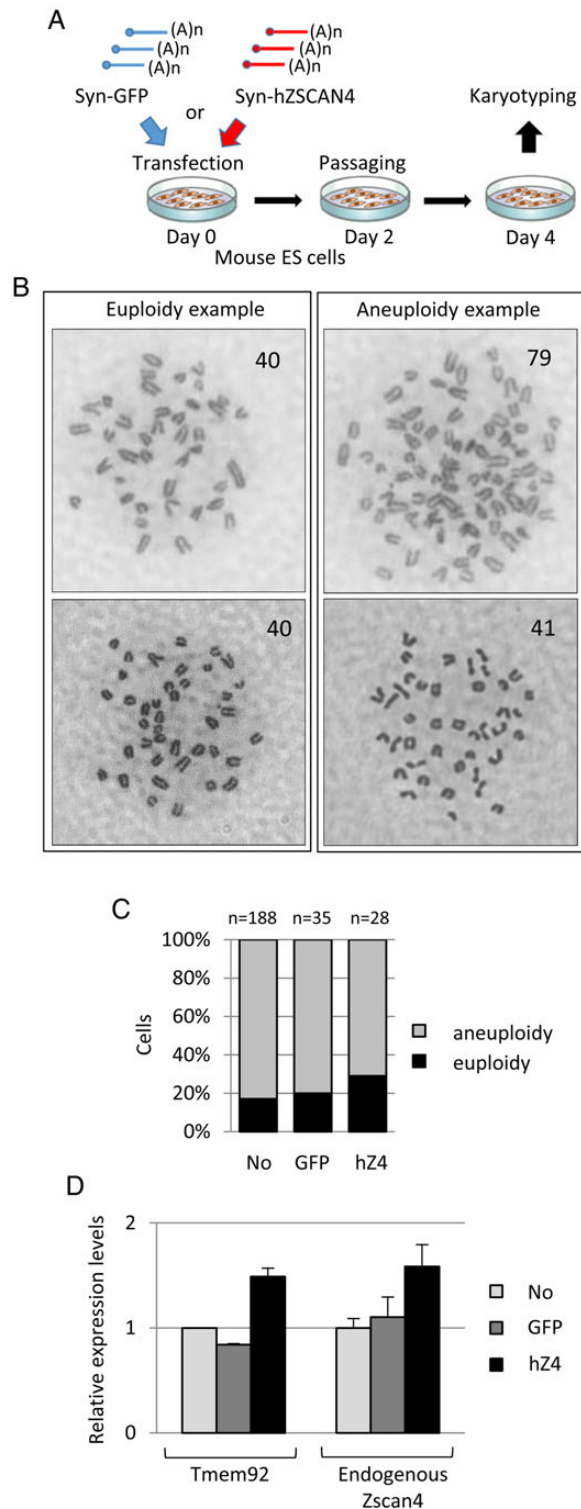 A
(A)n
(A)n
(A)n
(A)n
(A)n
(A)n
Syn-GFP or Syn-hZSCAN4
Karyotyping
Transfection
Passaging
Day 0
Day 2
Day 4
Mouse ES cells
B
Euploidy example
Aneuploidy example
40
79
40
41
C
n=188 n=35 n=28
100%
80%
60%
40%
20%
0%
Cells
aneuploidy
euploidy
No GFP hZ4
D
Relative expression levels
2
1
0
No
GFP
hZ4
Tmem92
Endogenous
Zscan4